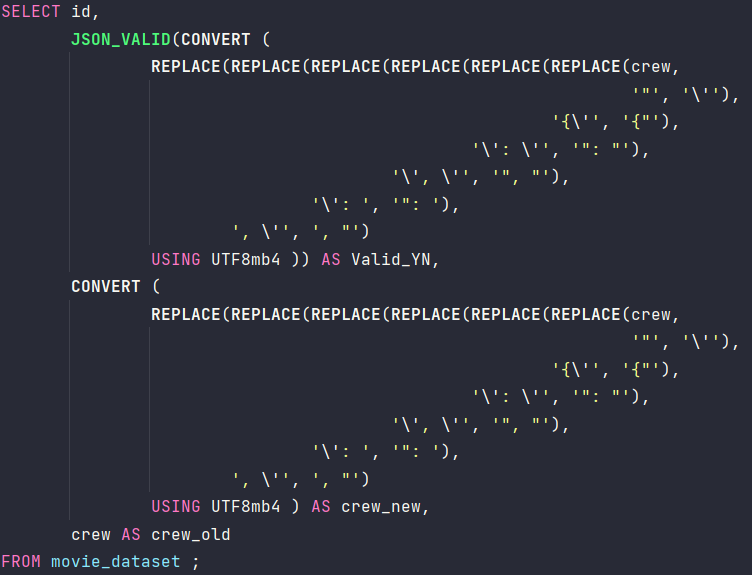 SELECT id,
JSON_VALID(CONVERT (
REPLACE(REPLACE(REPLACE(REPLACE(REPLACE(REPLACE(crew,
'"', '\''),
'{\'', '{"'),
'\': \'', '": "'),
'\', \'', '", "'),
'\': ', '": '),
', \'', ', "')
USING UTF8mb4 )) AS Valid_YN,
CONVERT (
REPLACE(REPLACE(REPLACE(REPLACE(REPLACE(REPLACE(crew,
'"', '\''),
'{\'', '{"'),
'\': \'', '": "'),
'\', \'', '", "'),
'\': ', '": '),
', \'', ', "')
USING UTF8mb4 ) AS crew_new,
crew AS crew_old
FROM movie_dataset ;